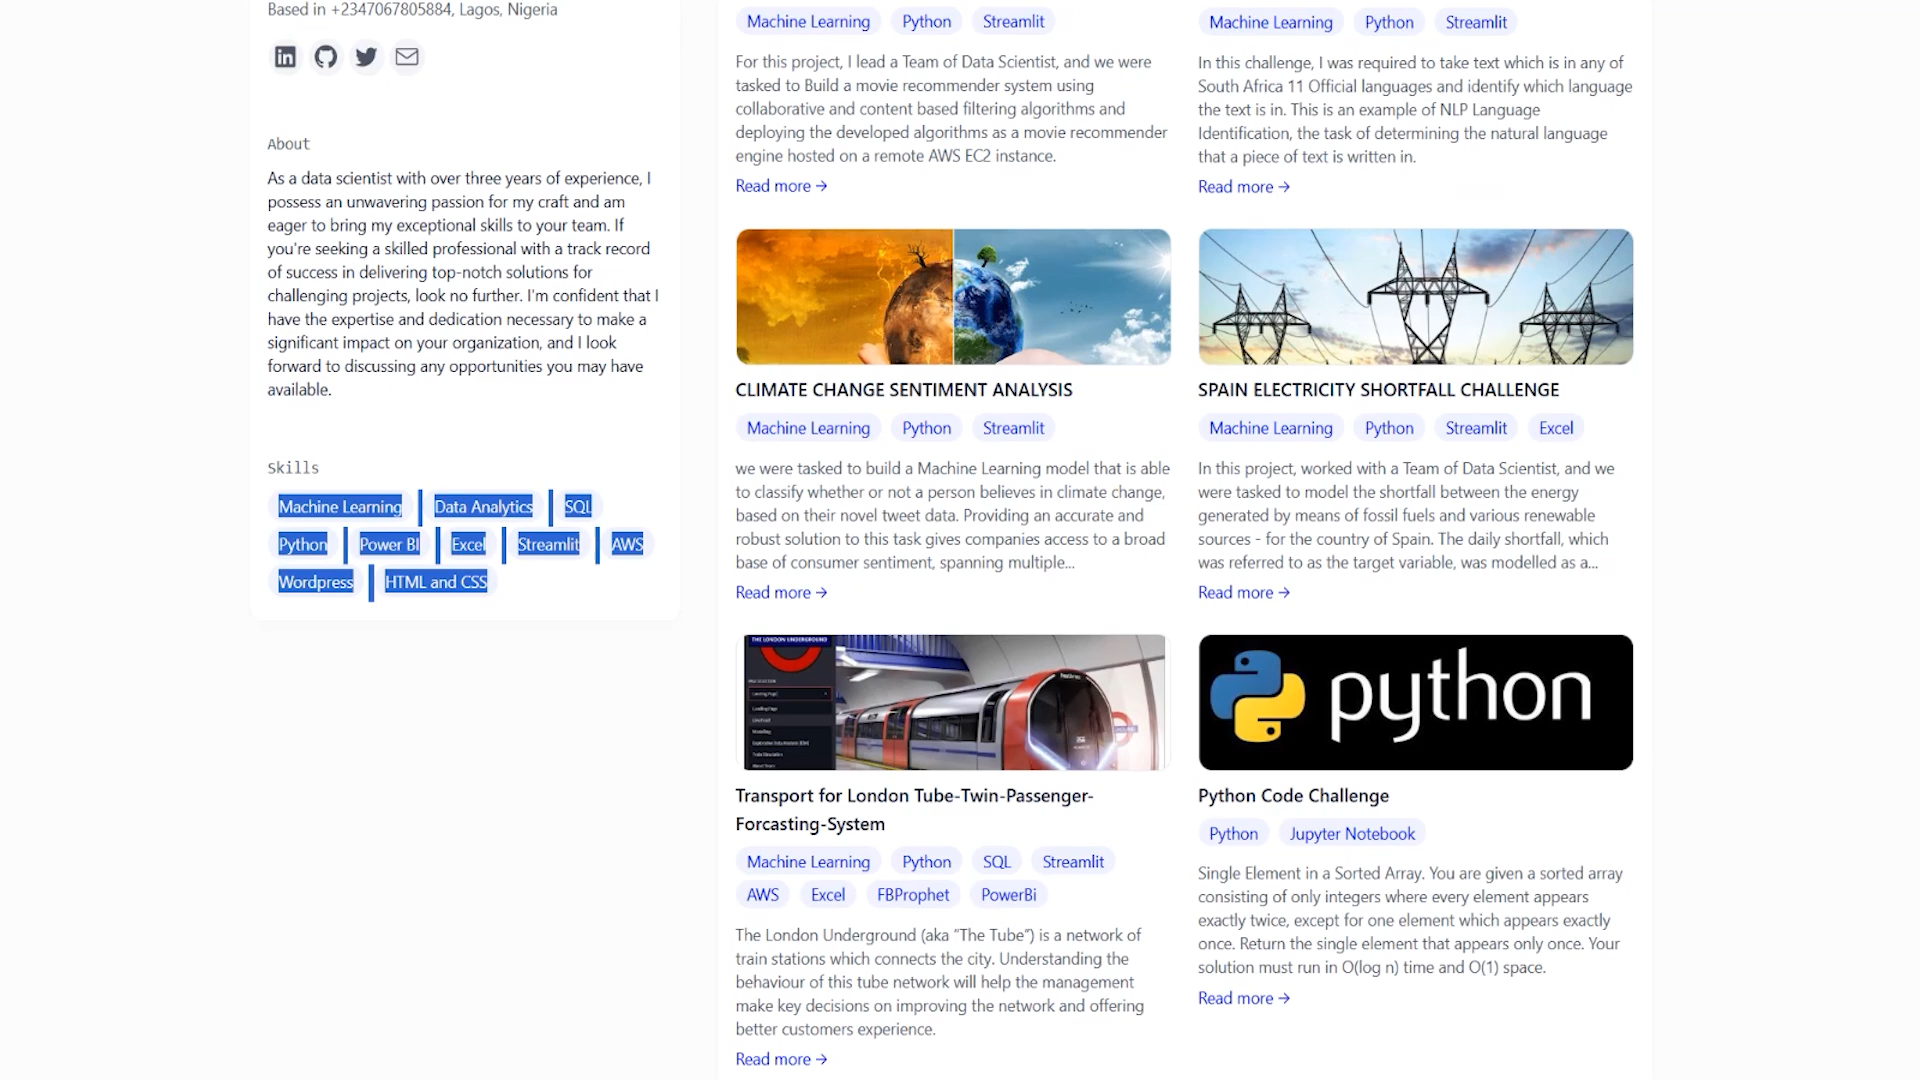 Based in +2347067805884, Lagos, Nigeria
About
As a data scientist with over three years of experience, I
possess an unwavering passion for my craft and am
eager to bring my exceptional skills to your team. If
you're seeking a skilled professional with a track record
of success in delivering top-notch solutions for
challenging projects, look no further. I'm confident that I
have the expertise and dedication necessary to make a
significant impact on your organization, and I look
forward to discussing any opportunities you may have
available.
Skills
Machine Learning Data Analytics SQL
Python Power BI Excel Streamlit AWS
Wordpress HTML and CSS
Machine Learning Python Streamlit
For this project, I lead a Team of Data Scientist, and we were
tasked to Build a movie recommender system using
collaborative and content based filtering algorithms and
deploying the developed algorithms as a movie recommender
engine hosted on a remote AWS EC2 instance.
Read more →
Machine Learning Python Streamlit
In this challenge, I was required to take text which is in any of
South Africa 11 Official languages and identify which language
the text is in. This is an example of NLP Language
Identification, the task of determining the natural language
that a piece of text is written in.
Read more →
CLIMATE CHANGE SENTIMENT ANALYSIS
Machine Learning Python Streamlit
we were tasked to build a Machine Learning model that is able
to classify whether or not a person believes in climate change,
based on their novel tweet data. Providing an accurate and
robust solution to this task gives companies access to a broad
base of consumer sentiment, spanning multiple...
Read more →
SPAIN ELECTRICITY SHORTFALL CHALLENGE
Machine Learning Python Streamlit Excel
In this project, worked with a Team of Data Scientist, and we
were tasked to model the shortfall between the energy
generated by means of fossil fuels and various renewable
sources - for the country of Spain. The daily shortfall, which
was referred to as the target variable, was modelled as a...
Read more →
THE LONDON UNDERGROUND
Transport for London Tube-Twin-Passenger-
Forcasting-System
Machine Learning Python SQL Streamlit
AWS Excel FBProphet PowerBi
The London Underground (aka “The Tube”) is a network of
train stations which connects the city. Understanding the
behaviour of this tube network will help the management
make key decisions on improving the network and offering
better customers experience.
Read more →
python
Python Code Challenge
Python Jupyter Notebook
Single Element in a Sorted Array. You are given a sorted array
consisting of only integers where every element appears
exactly twice, except for one element which appears exactly
once. Return the single element that appears only once. Your
solution must run in O(log n) time and O(1) space.
Read more →